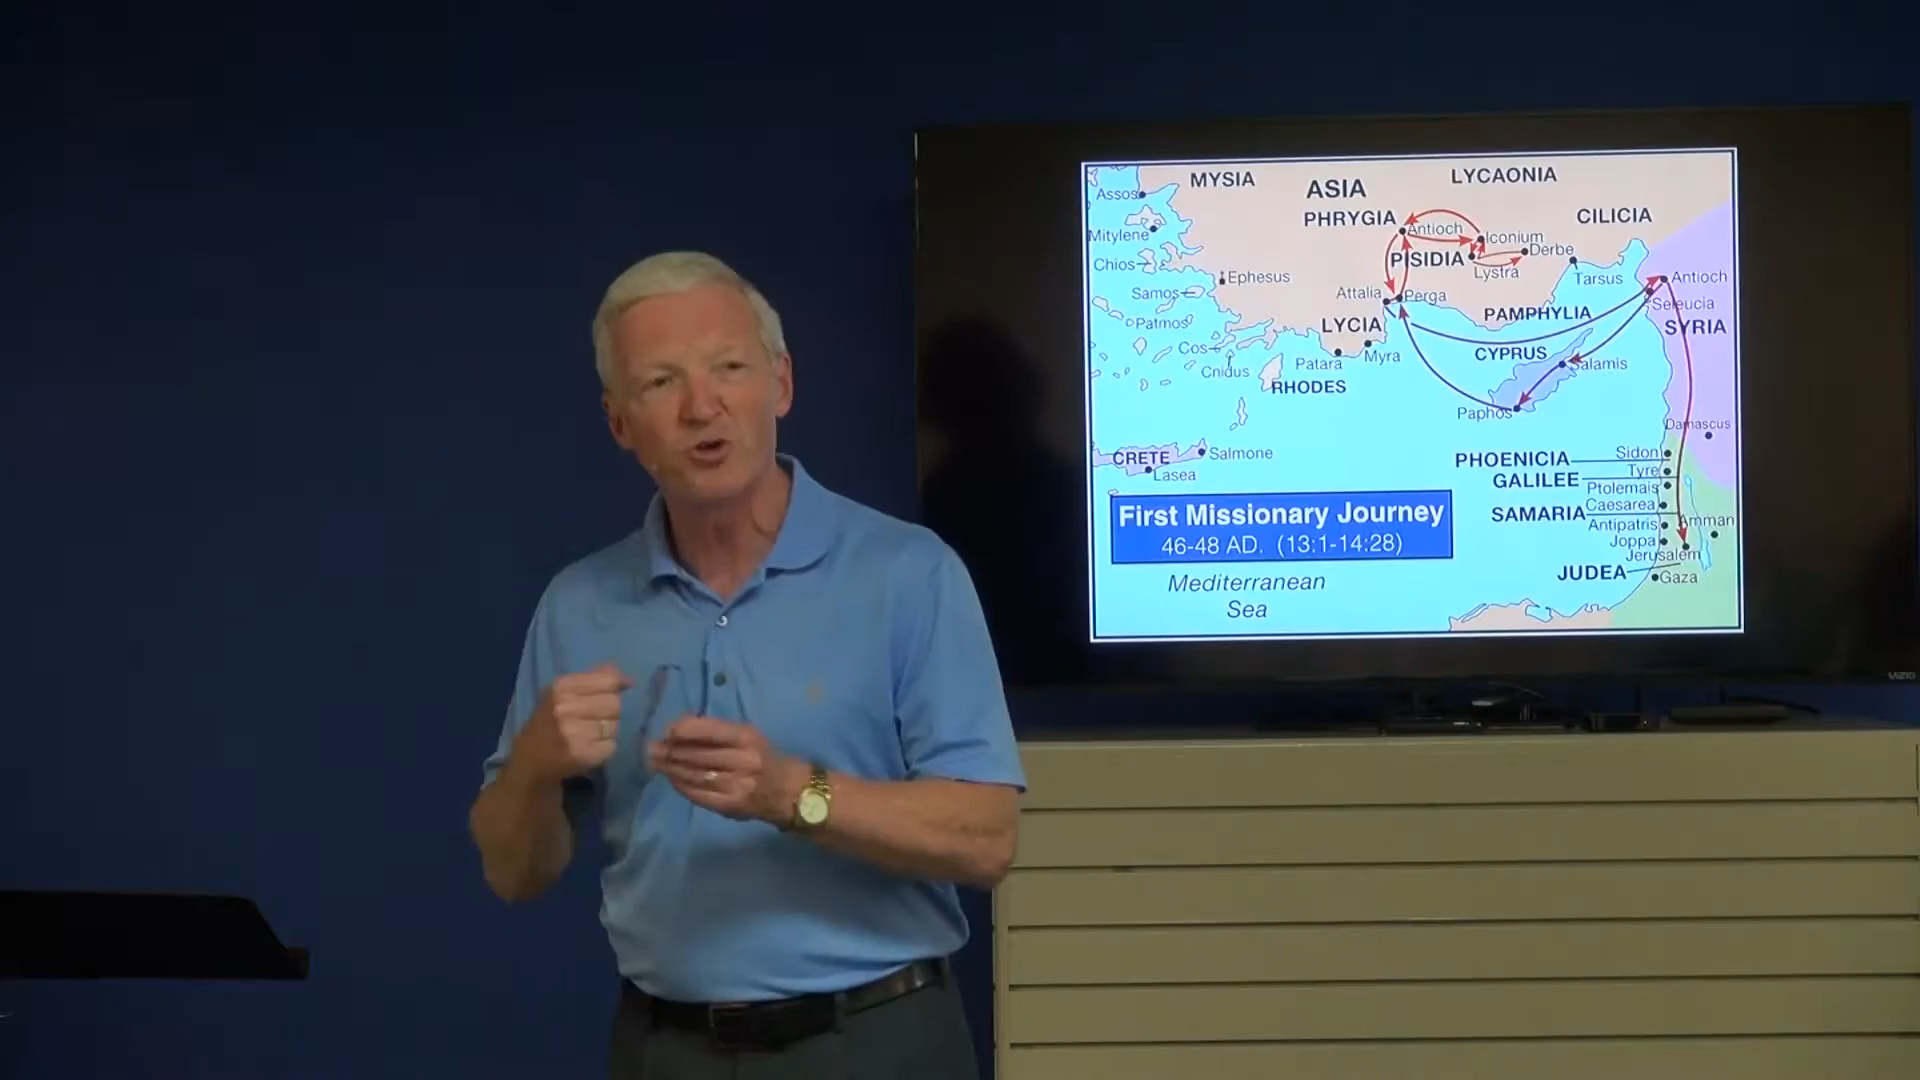 MYSIA
ASIA
LYCAONIA
Assos
PHRYGIA
CILICIA
Mitylene
Antioch
Iconium
Derbe
Chios
PISIDIA
Lystra
Ephesus
Tarsus
Antioch
Samos
Attalia
Perga
Seleucia
Patmos
PAMPHYLIA
LYCIA
SYRIA
Cos
CYPRUS
Cnidus
Patara
Myra
Salamis
RHODES
Paphos
Damascus
CRETE
Salmone
Lasea
PHOENICIA
Sidon
GALILEE
Tyre
Ptolemais
SAMARIA
Caesarea
Antipatris
Amman
Joppa
Jerusalem
JUDEA
Gaza
First Missionary Journey
46-48 AD. (13:1-14:28)
Mediterranean
Sea
VIZIO